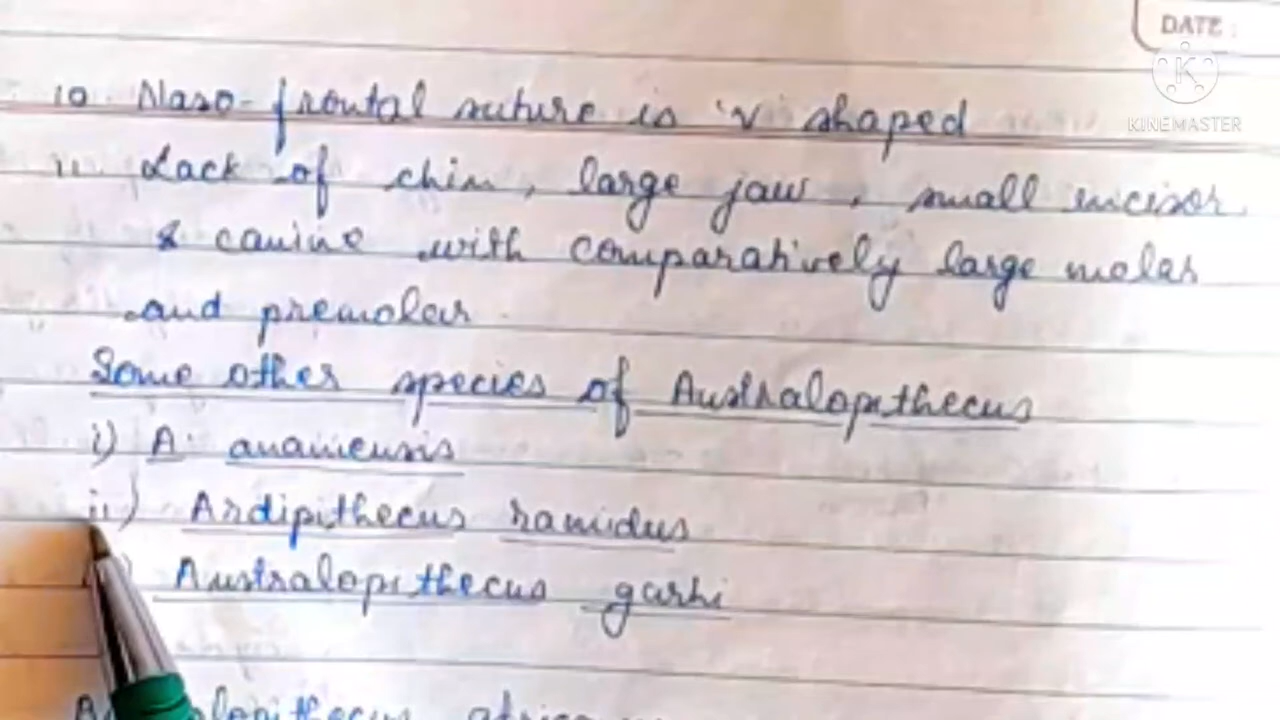 DATE :
KINEMASTER
10. Naso-frontal suture is 'v' shaped
11. Lack of chin, large jaw, small incisor
& canine with comparatively large molar
and premolar
Some other species of Australopithecus
i) A. anamensis
ii) Ardipithecus ramidus
) Australopithecus garhi